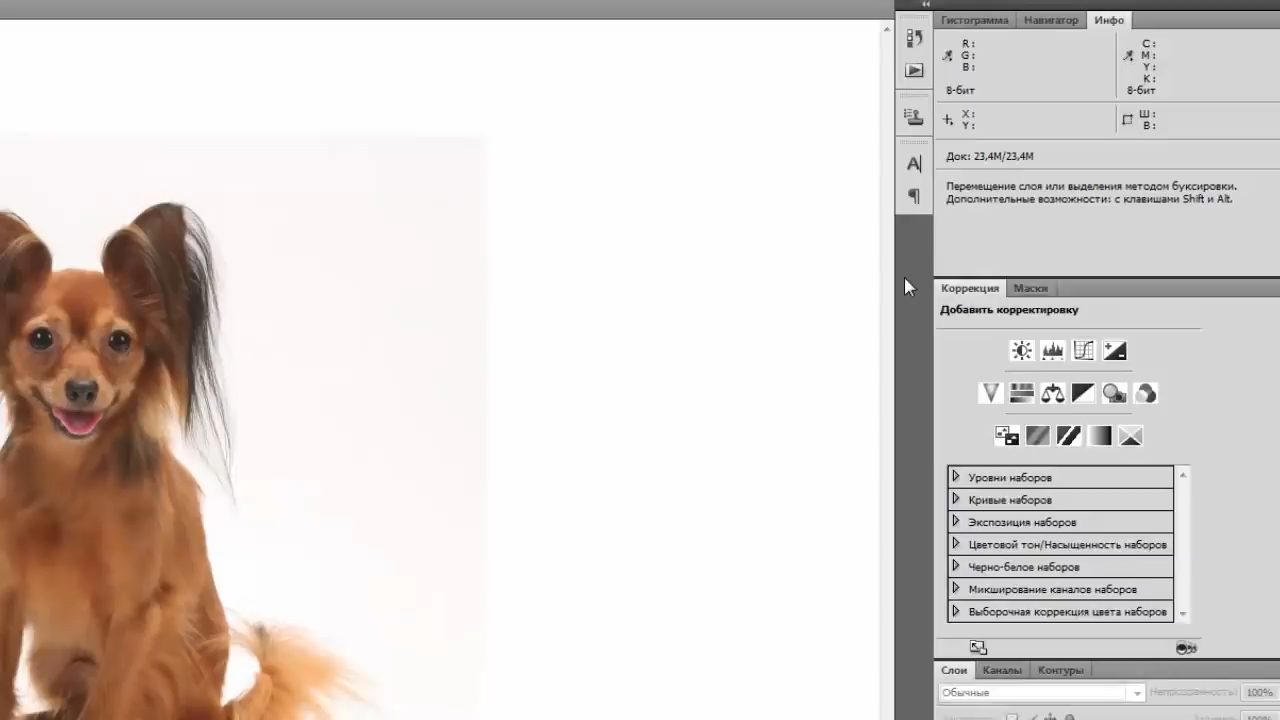 Гистограмма Навигатор Инфо
R: C:
G: M:
B: Y:
K:
8-бит 8-бит
X: Ш:
Y: В:
Док: 23,4M/23,4M
Перемещение слоя или выделения методом буксировки.
Дополнительные возможности: с клавишами Shift и Alt.
Коррекция Маски
Добавить корректировку
Уровни наборов
Кривые наборов
Экспозиция наборов
Цветовой тон/Насыщенность наборов
Черно-белое наборов
Микширование каналов наборов
Выборочная коррекция цвета наборов
Слои Каналы Контуры
Обычные Непрозрачность: 100%